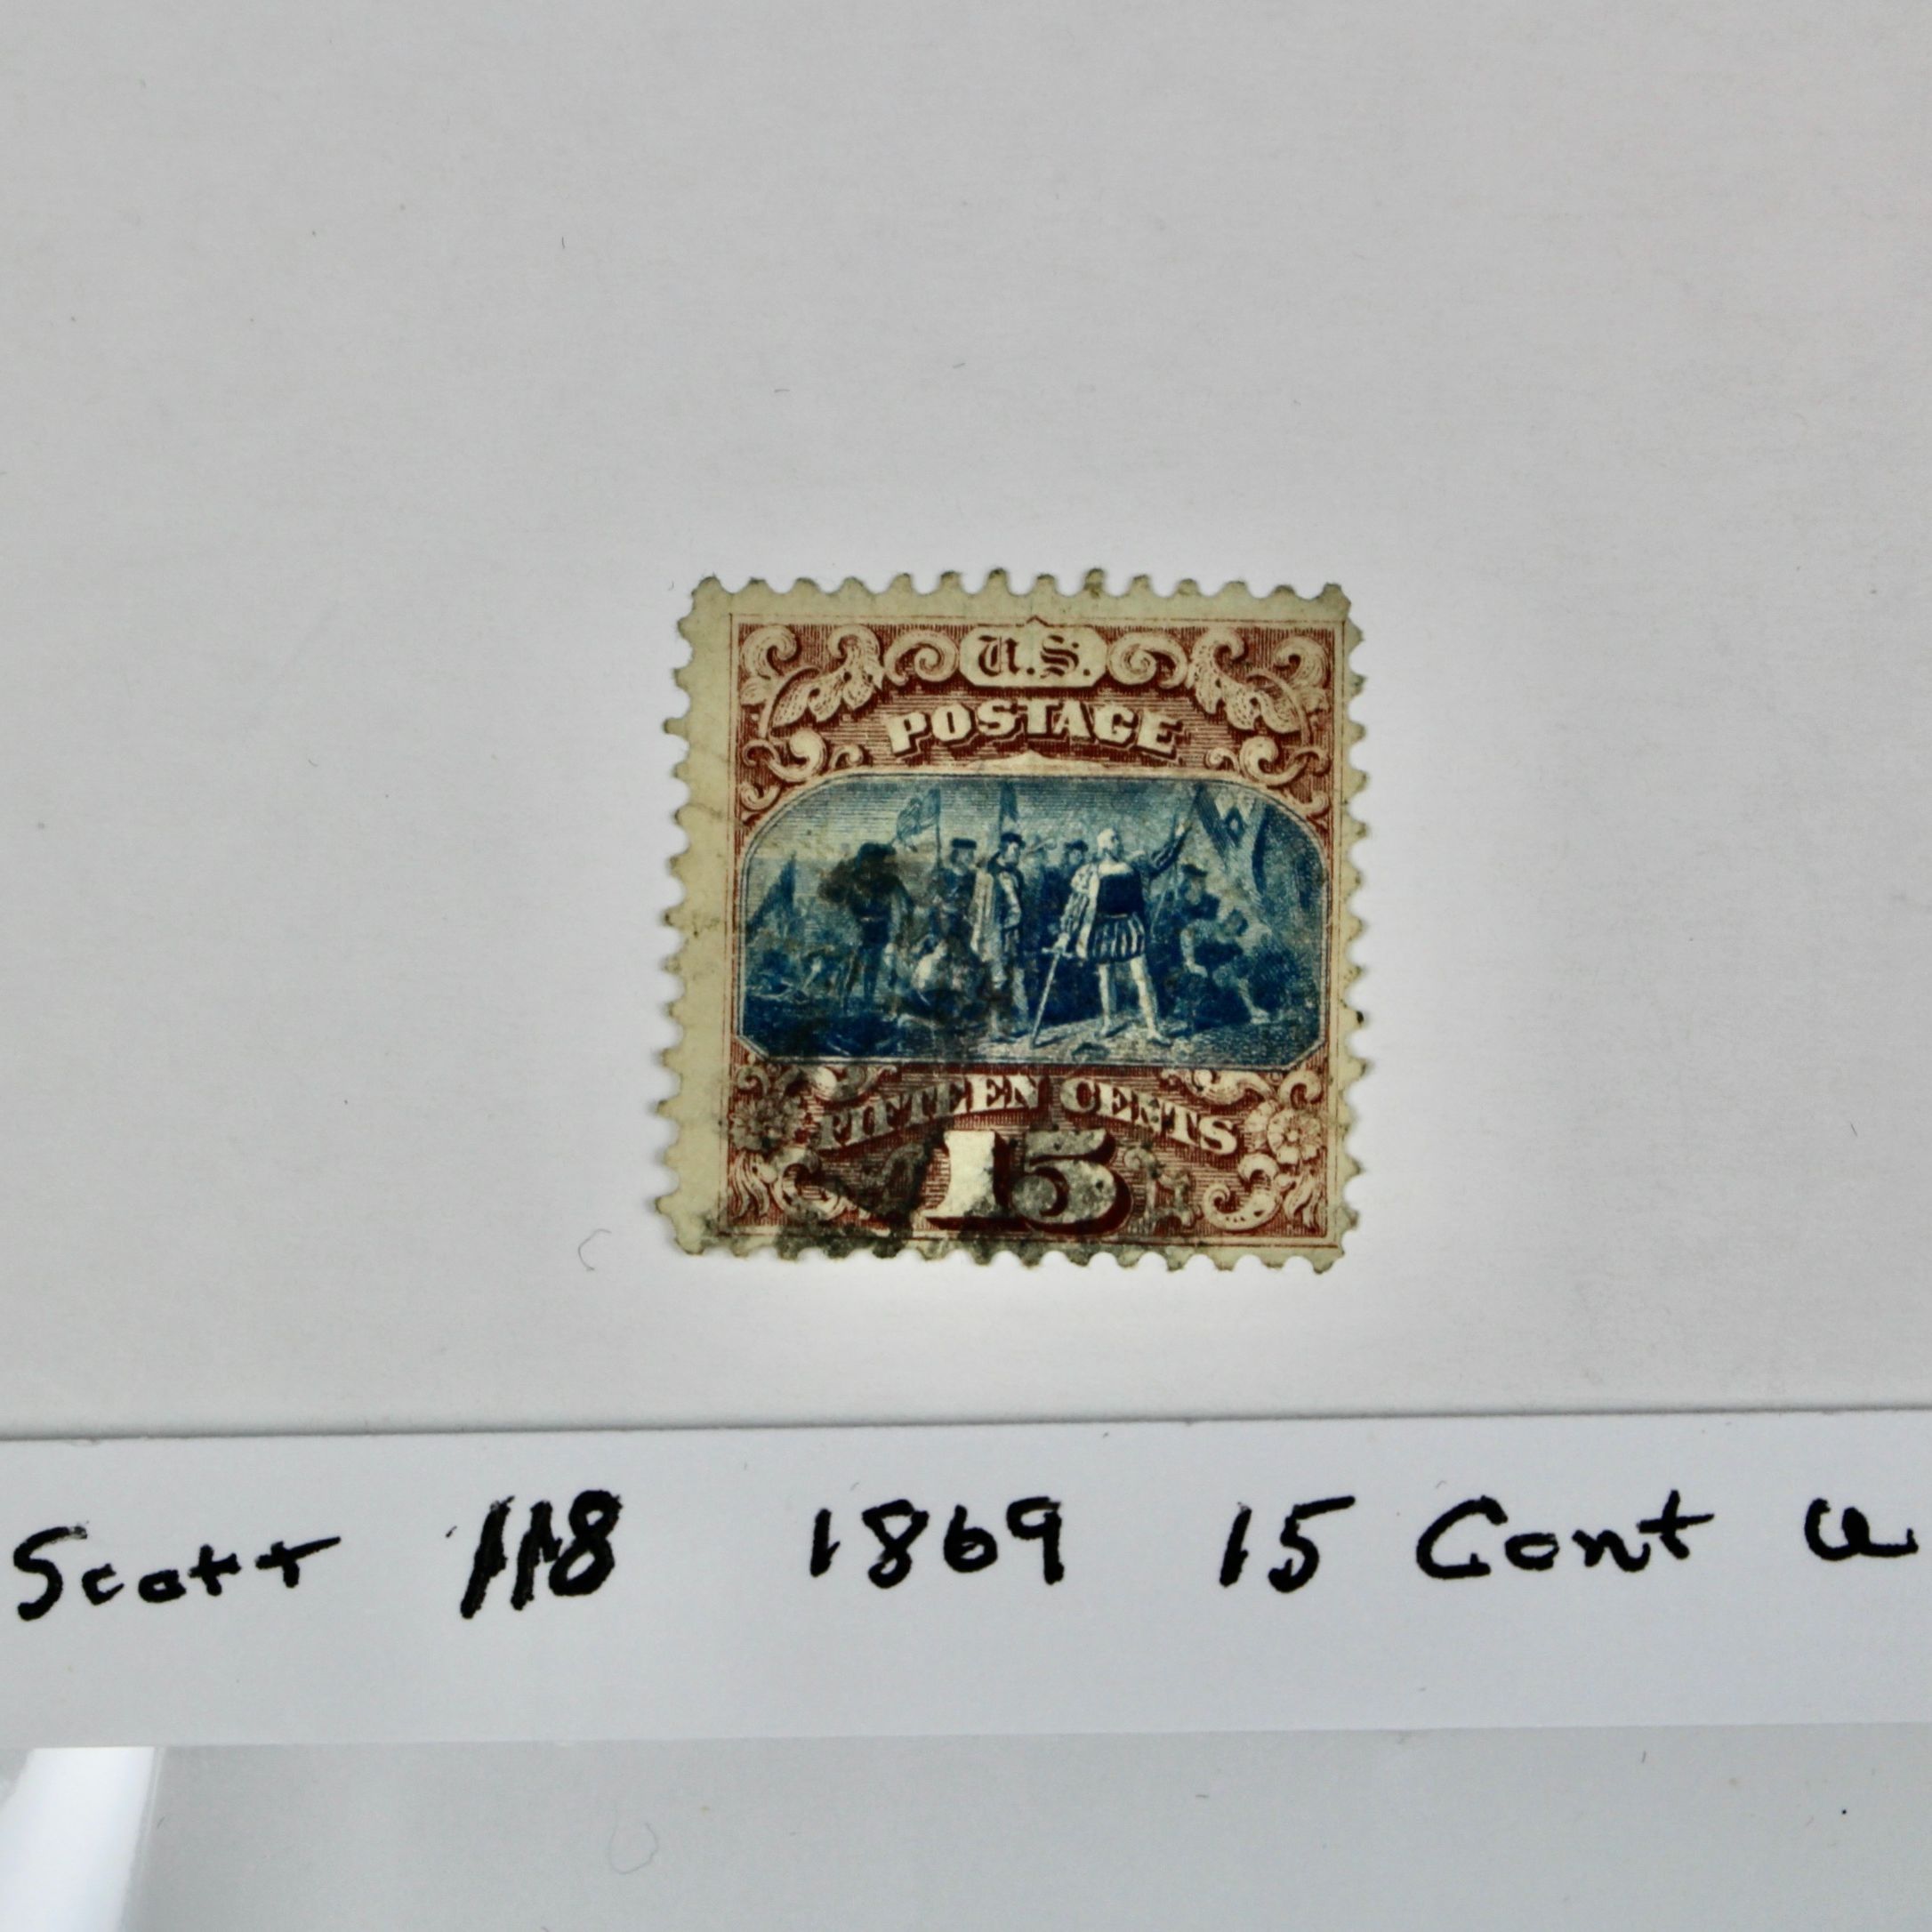 U.S.
POSTAGE
FIFTEEN CENTS
15
Scott 118 1869 15 Cent